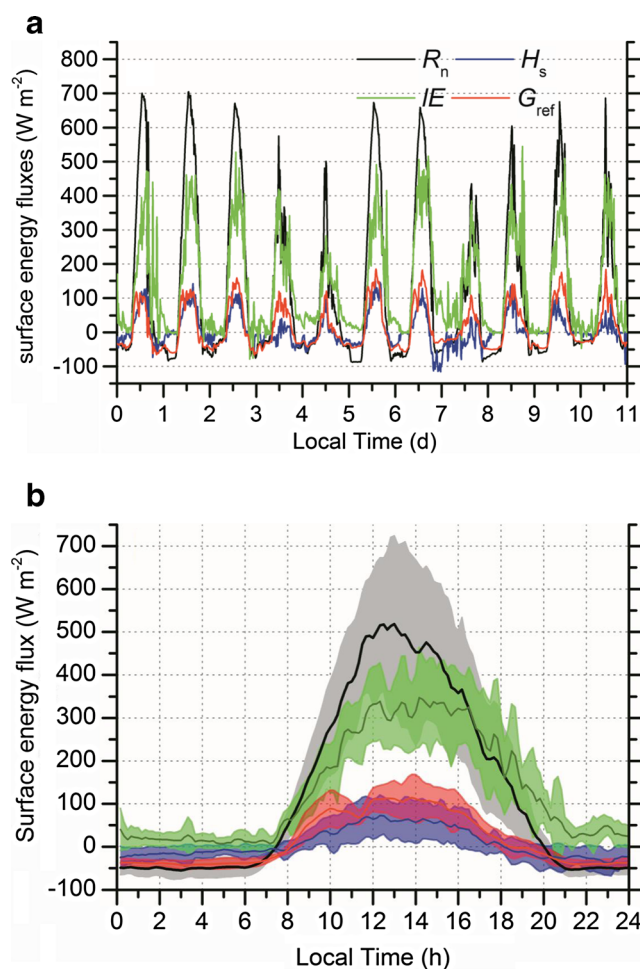 a
surface energy fluxes (W m-2)
800
700
600
500
400
300
200
100
0
-100
Rn Hs
lE Gref
0 1 2 3 4 5 6 7 8 9 10 11
Local Time (d)
b
Surface energy flux (W m-2)
700
600
500
400
300
200
100
0
-100
0 2 4 6 8 10 12 14 16 18 20 22 24
Local Time (h)